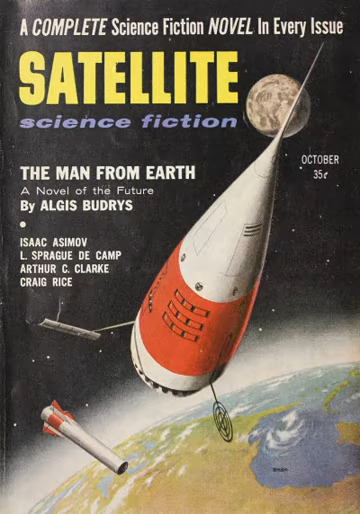 A COMPLETE Science Fiction NOVEL In Every Issue
SATELLITE
science fiction
OCTOBER
35¢
THE MAN FROM EARTH
A Novel of the Future
By ALGIS BUDRYS
ISAAC ASIMOV
L. SPRAGUE DE CAMP
ARTHUR C. CLARKE
CRAIG RICE